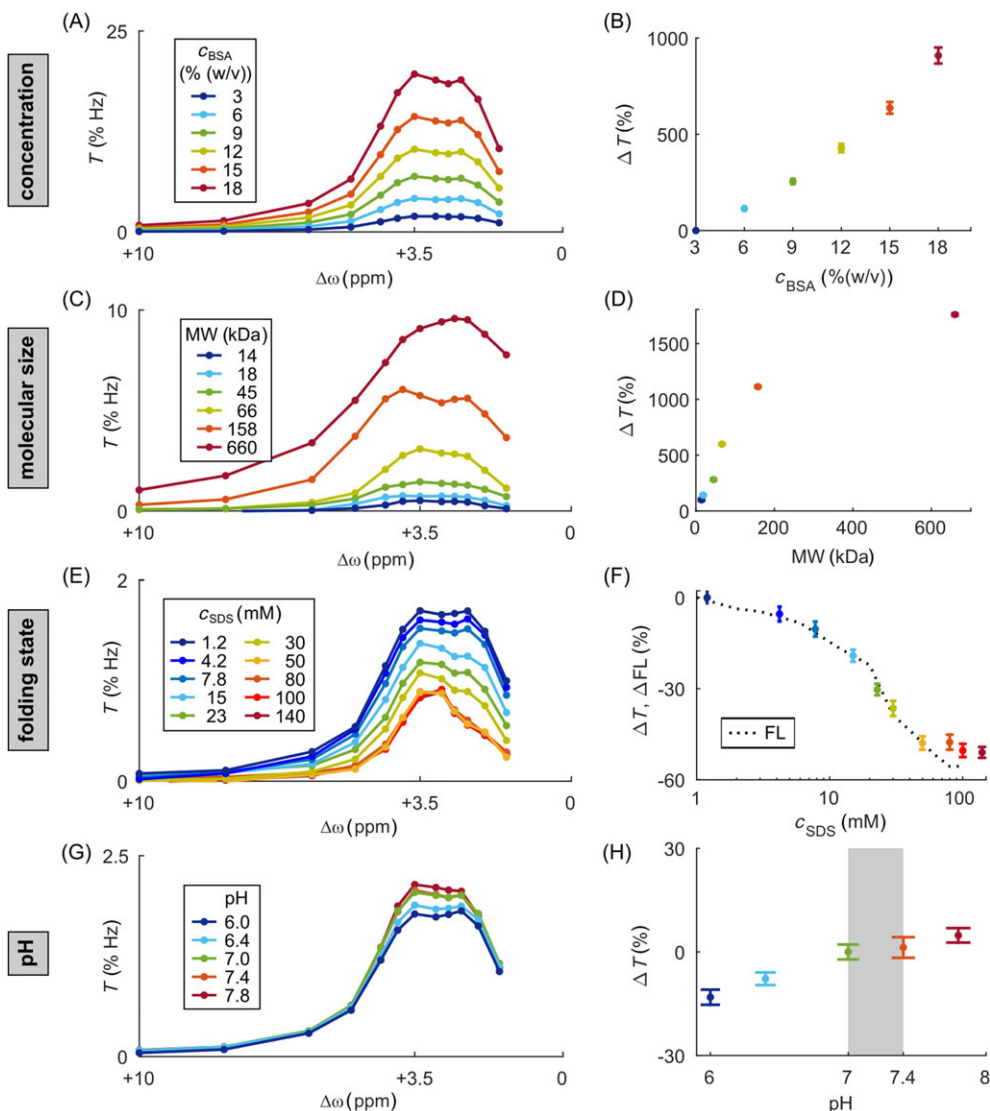 concentration
(A)
T (% Hz)
25
0
+10
+3.5
0
Δω (ppm)
cBSA
(% (w/v))
3
6
9
12
15
18
(B)
ΔT (%)
1000
500
0
3
6
9
12
15
18
cBSA (%(w/v))
molecular size
(C)
T (% Hz)
10
0
+10
+3.5
0
Δω (ppm)
MW (kDa)
14
18
45
66
158
660
(D)
ΔT (%)
1500
1000
500
0
0
200
400
600
MW (kDa)
folding state
(E)
T (% Hz)
2
0
+10
+3.5
0
Δω (ppm)
cSDS (mM)
1.2 30
4.2 50
7.8 80
15 100
23 140
(F)
ΔT, ΔFL (%)
0
-30
-60
FL
1
10
100
cSDS (mM)
pH
(G)
T (% Hz)
2.5
0
+10
+3.5
0
Δω (ppm)
pH
6.0
6.4
7.0
7.4
7.8
(H)
ΔT (%)
30
0
-30
6
7
7.4
8
pH